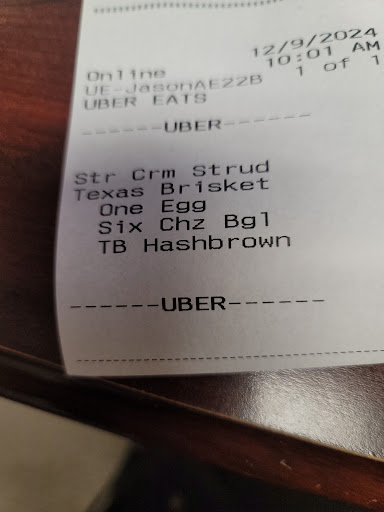 12/9/2024
Online 10:01 AM
UE-JasonAE22B 1 of 1
UBER EATS
------UBER------
Str Crm Strud
Texas Brisket
One Egg
Six Chz Bgl
TB Hashbrown
------UBER------